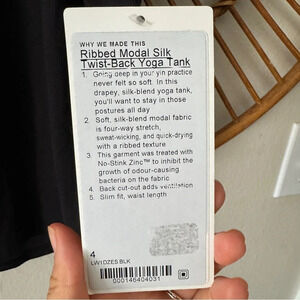 WHY WE MADE THIS
Ribbed Modal Silk
Twist-Back Yoga Tank
1. Going deep in your yin practice
never felt so soft. In this
drapey, silk-blend yoga tank,
you'll want to stay in those
postures all day
2. Soft, silk-blend modal fabric
is four-way stretch,
sweat-wicking, and quick-drying
with a ribbed texture
3. This garment was treated with
No-Stink Zinc™ to inhibit the
growth of odour-causing
bacteria on the fabric
4. Back cut-out adds ventilation
5. Slim fit, waist length
4
LW1DZES BLK
000146404031